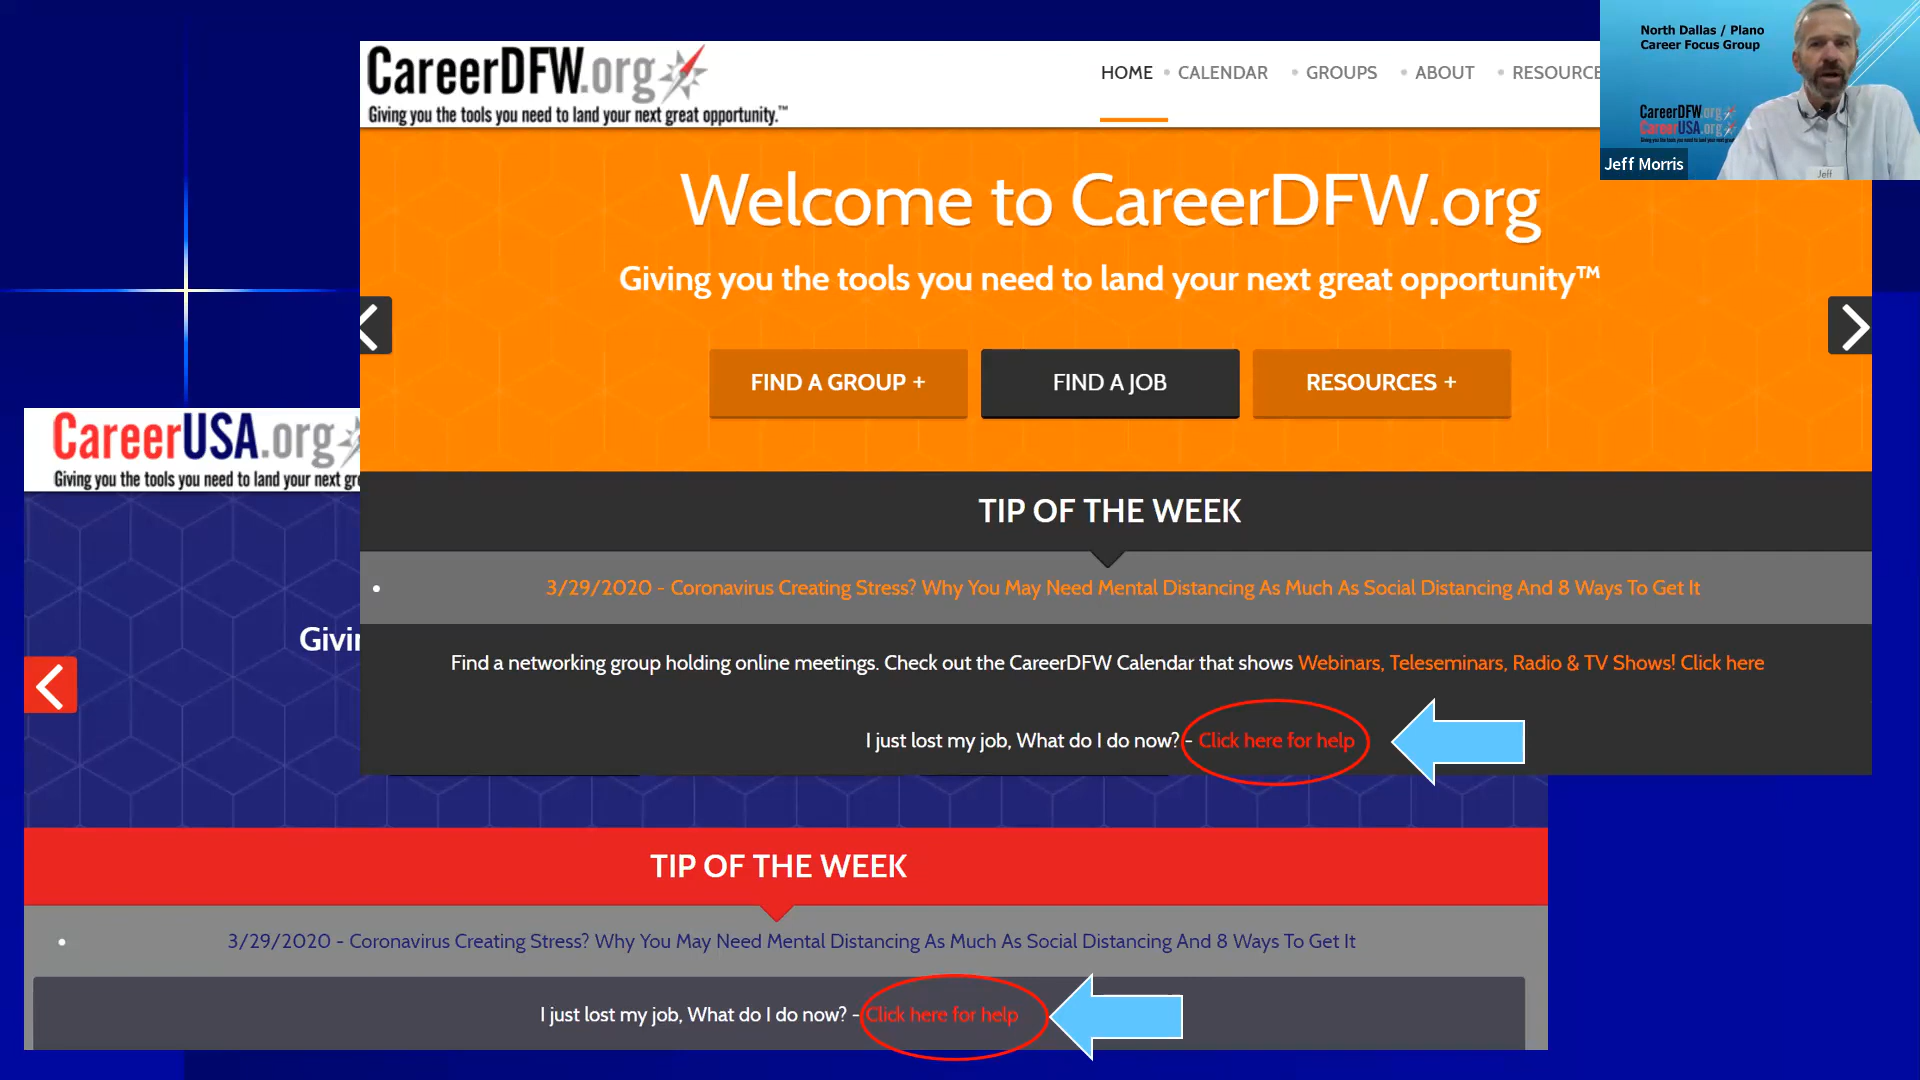 CareerDFW.org
Giving you the tools you need to land your next great opportunity.™
HOME • CALENDAR • GROUPS • ABOUT • RESOURCE
North Dallas / Plano
Career Focus Group
CareerDFW.org
CareerUSA.org
Jeff Morris
Jeff
Welcome to CareerDFW.org
Giving you the tools you need to land your next great opportunity™
FIND A GROUP +
FIND A JOB
RESOURCES +
TIP OF THE WEEK
• 3/29/2020 - Coronavirus Creating Stress? Why You May Need Mental Distancing As Much As Social Distancing And 8 Ways To Get It
Find a networking group holding online meetings. Check out the CareerDFW Calendar that shows Webinars, Teleseminars, Radio & TV Shows! Click here
I just lost my job, What do I do now? - Click here for help
CareerUSA.org
Giving you the tools you need to land your next gr
Givin
TIP OF THE WEEK
• 3/29/2020 - Coronavirus Creating Stress? Why You May Need Mental Distancing As Much As Social Distancing And 8 Ways To Get It
I just lost my job, What do I do now? - Click here for help